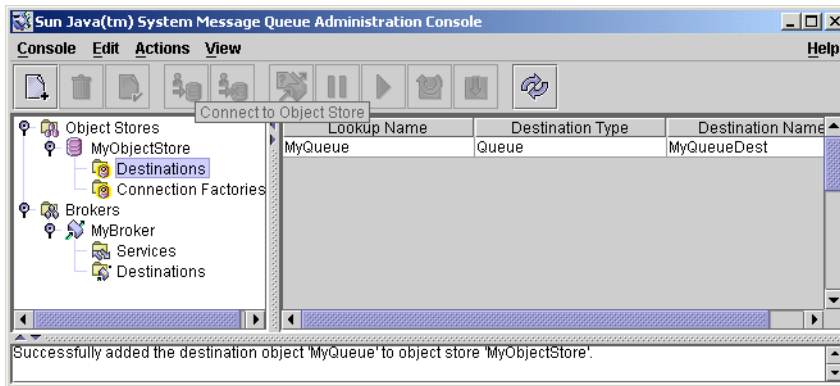 Sun Java(tm) System Message Queue Administration Console
Console Edit Actions View Help
Connect to Object Store
Object Stores
MyObjectStore
Destinations
Connection Factories
Brokers
MyBroker
Services
Destinations
Lookup Name Destination Type Destination Name
MyQueue Queue MyQueueDest
Successfully added the destination object 'MyQueue' to object store 'MyObjectStore'.